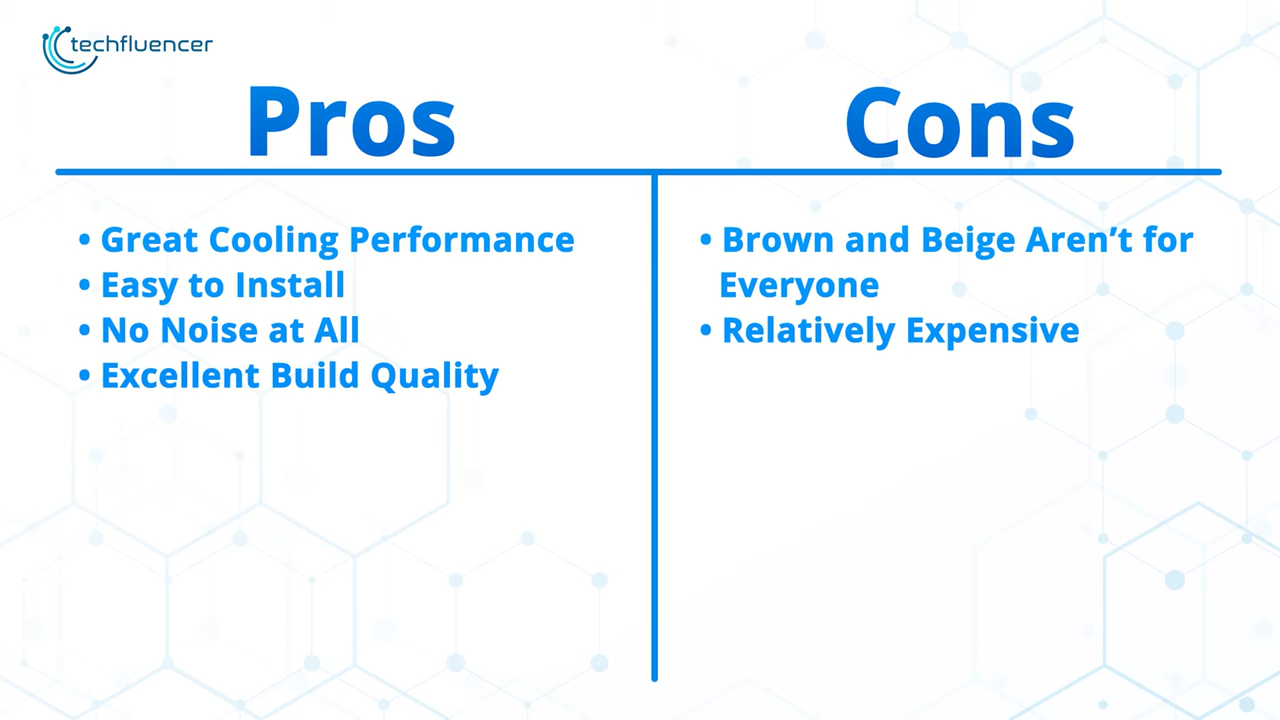 techfluencer
Pros
Cons
• Great Cooling Performance
• Easy to Install
• No Noise at All
• Excellent Build Quality
• Brown and Beige Aren’t for
Everyone
• Relatively Expensive